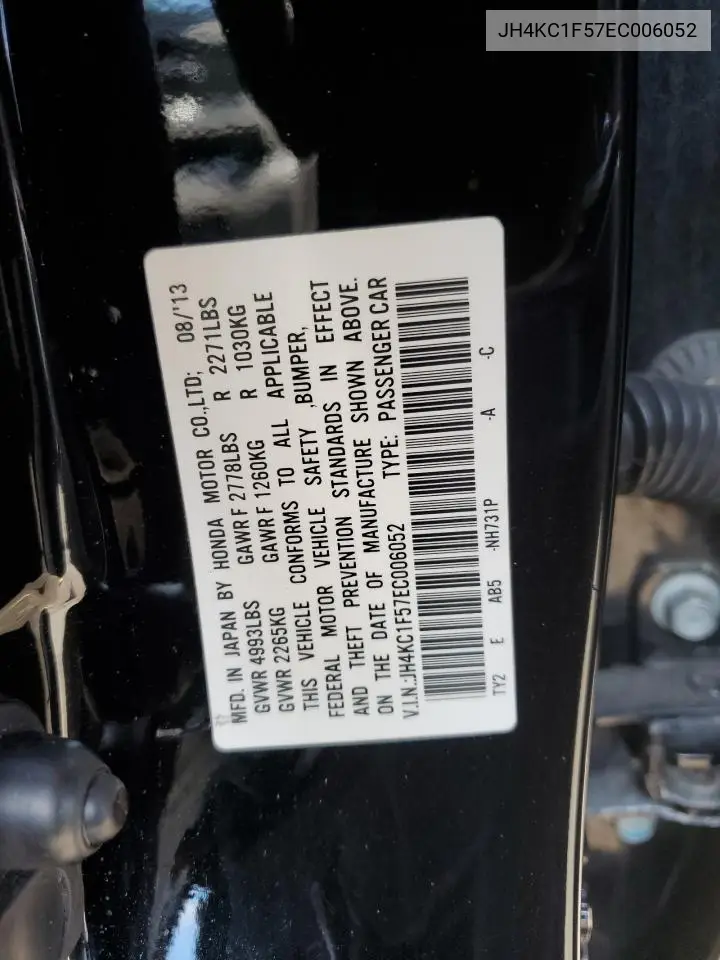 JH4KC1F57EC006052
MFD. IN JAPAN BY HONDA MOTOR CO.,LTD; 08/'13
GVWR 4993LBS GAWR F 2778LBS R 2271LBS
GVWR 2265KG GAWR F 1260KG R 1030KG
THIS VEHICLE CONFORMS TO ALL APPLICABLE
FEDERAL MOTOR VEHICLE SAFETY ,BUMPER,
AND THEFT PREVENTION STANDARDS IN EFFECT
ON THE DATE OF MANUFACTURE SHOWN ABOVE.
V.I.N.:JH4KC1F57EC006052 TYPE: PASSENGER CAR
TY2 E AB5 -NH731P -A -C